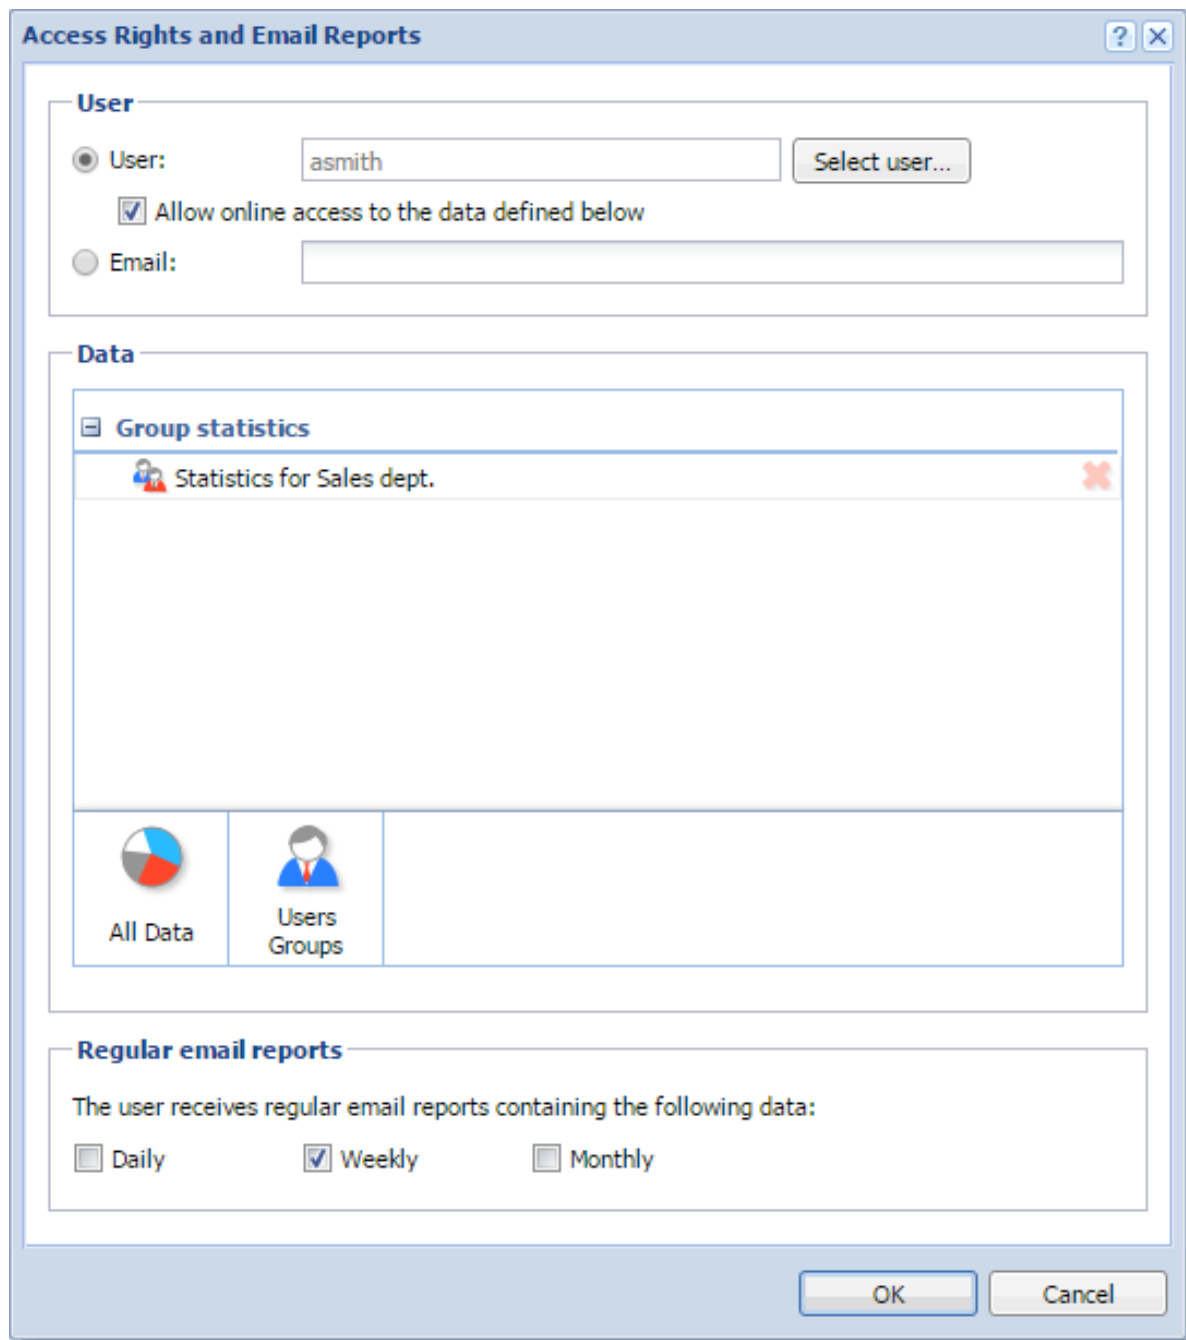 Access Rights and Email Reports
?
User
User: asmith Select user...
Allow online access to the data defined below
Email:
Data
Group statistics
Statistics for Sales dept.
All Data
Users
Groups
Regular email reports
The user receives regular email reports containing the following data:
Daily Weekly Monthly
OK Cancel